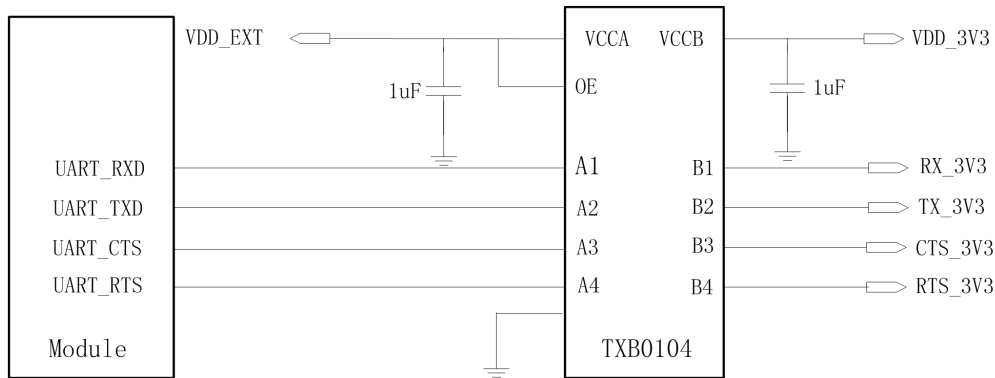 VDD_EXT VCCA VCCB VDD_3V3
1uF OE 1uF
UART_RXD A1 B1 RX_3V3
UART_TXD A2 B2 TX_3V3
UART_CTS A3 B3 CTS_3V3
UART_RTS A4 B4 RTS_3V3
Module TXB0104